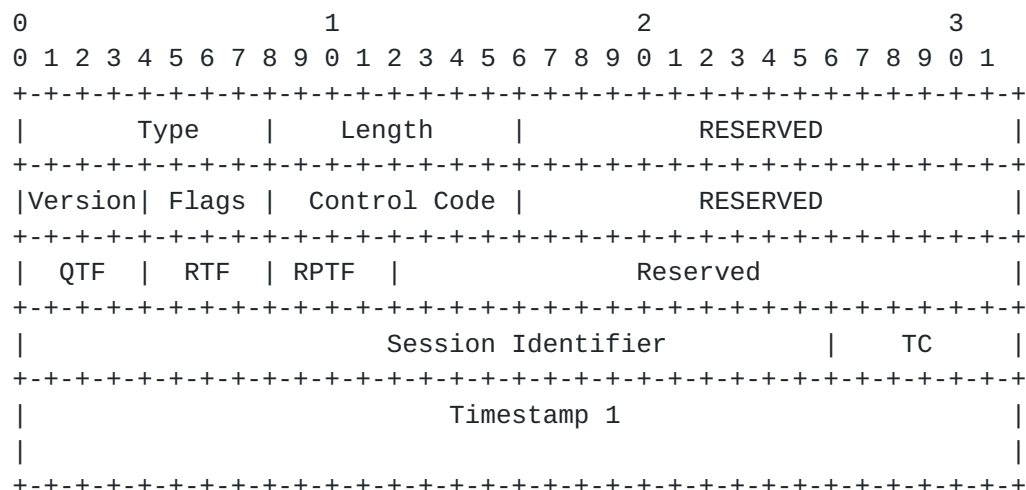 0                   1                   2                   3
0 1 2 3 4 5 6 7 8 9 0 1 2 3 4 5 6 7 8 9 0 1 2 3 4 5 6 7 8 9 0 1
+-+-+-+-+-+-+-+-+-+-+-+-+-+-+-+-+-+-+-+-+-+-+-+-+-+-+-+-+-+-+-+-+
|       Type    |    Length     |           RESERVED            |
+-+-+-+-+-+-+-+-+-+-+-+-+-+-+-+-+-+-+-+-+-+-+-+-+-+-+-+-+-+-+-+-+
|Version| Flags |  Control Code |           RESERVED            |
+-+-+-+-+-+-+-+-+-+-+-+-+-+-+-+-+-+-+-+-+-+-+-+-+-+-+-+-+-+-+-+-+
|  QTF  |  RTF  | RPTF  |               Reserved                |
+-+-+-+-+-+-+-+-+-+-+-+-+-+-+-+-+-+-+-+-+-+-+-+-+-+-+-+-+-+-+-+-+
|                       Session Identifier          |    TC     |
+-+-+-+-+-+-+-+-+-+-+-+-+-+-+-+-+-+-+-+-+-+-+-+-+-+-+-+-+-+-+-+-+
|                           Timestamp 1                         |
|                                                               |
+-+-+-+-+-+-+-+-+-+-+-+-+-+-+-+-+-+-+-+-+-+-+-+-+-+-+-+-+-+-+-+-+